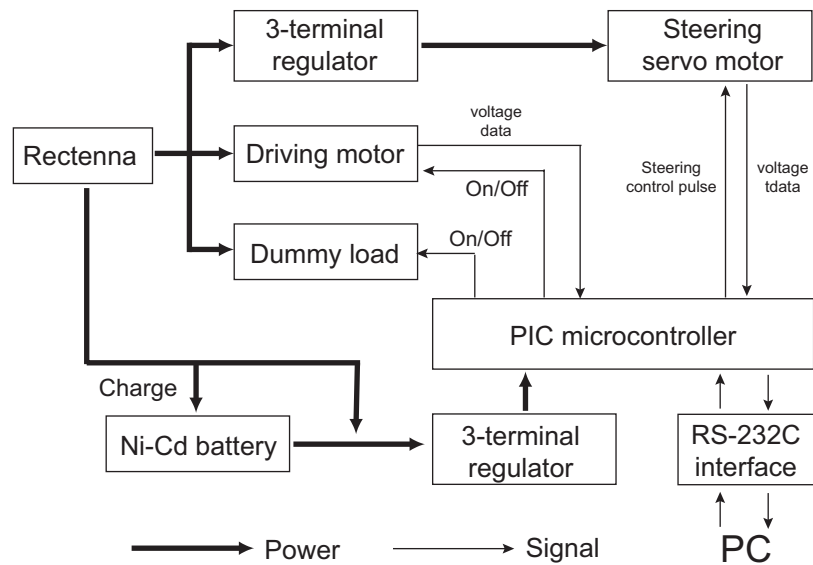 3-terminal
regulator
Steering
servo motor
Rectenna
Driving motor
voltage
data
On/Off
Steering
control pulse
voltage
tdata
Dummy load
On/Off
PIC microcontroller
Charge
Ni-Cd battery
3-terminal
regulator
RS-232C
interface
Power
Signal
PC